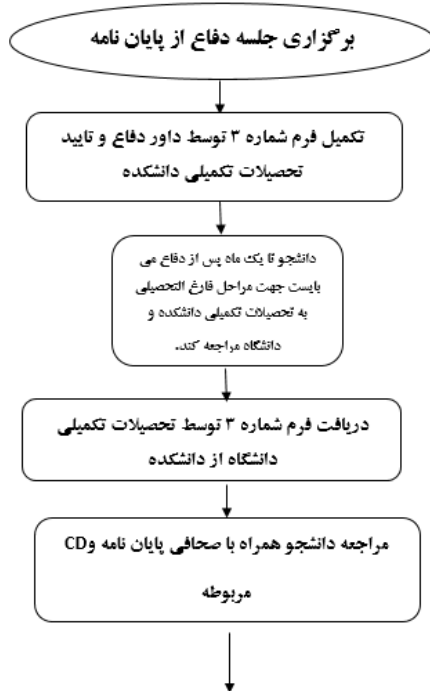 برگزاری جلسه دفاع از پایان نامه
تکمیل فرم شماره ۳ توسط داور دفاع و تایید
تحصیلات تکمیلی دانشکده
دانشجو تا یک ماه پس از دفاع می
بایست جهت مراحل فارغ التحصیلی
به تحصیلات تکمیلی دانشکده و
دانشگاه مراجعه کند.
دریافت فرم شماره ۳ توسط تحصیلات تکمیلی
دانشگاه از دانشکده
مراجعه دانشجو همراه با صحافی پایان نامه وCD
مربوطه